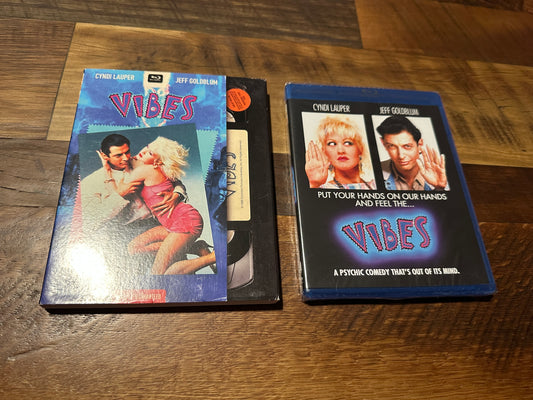 CYNDI LAUPER JEFF GOLDBLUM
VIBES
VIBES
CYNDI LAUPER JEFF GOLDBLUM
PUT YOUR HANDS ON OUR HANDS
AND FEEL THE...
VIBES
A PSYCHIC COMEDY THAT'S OUT OF ITS MIND.